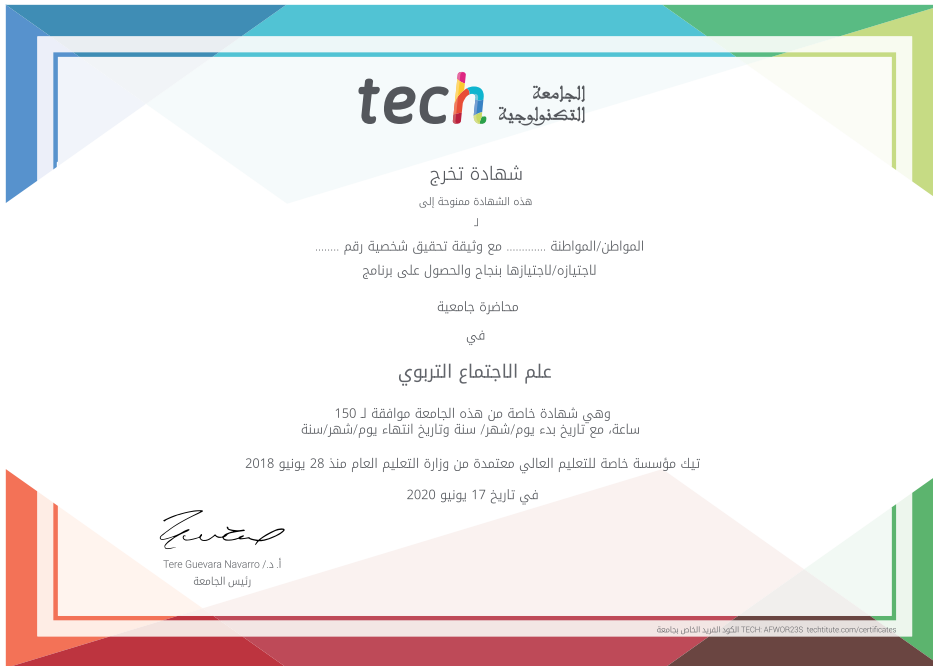 tech الجامعة
التكنولوجية
شهادة تخرج
هذه الشهادة ممنوحة إلى
لـ
المواطن/المواطنة ............ مع وثيقة تحقيق شخصية رقم ........
لاجتيازه/لاجتيازها بنجاح والحصول على برنامج
محاضرة جامعية
في
علم الاجتماع التربوي
وهي شهادة خاصة من هذه الجامعة موافقة لـ 150
ساعة، مع تاريخ بدء يوم/شهر/ سنة وتاريخ انتهاء يوم/شهر/سنة
تيك مؤسسة خاصة للتعليم العالي معتمدة من وزارة التعليم العام منذ 28 يونيو 2018
في تاريخ 17 يونيو 2020
أ. د./ Tere Guevara Navarro
رئيس الجامعة
الكود الفريد الخاص بجامعة TECH: AFWOR23S techtitute.com/certificates